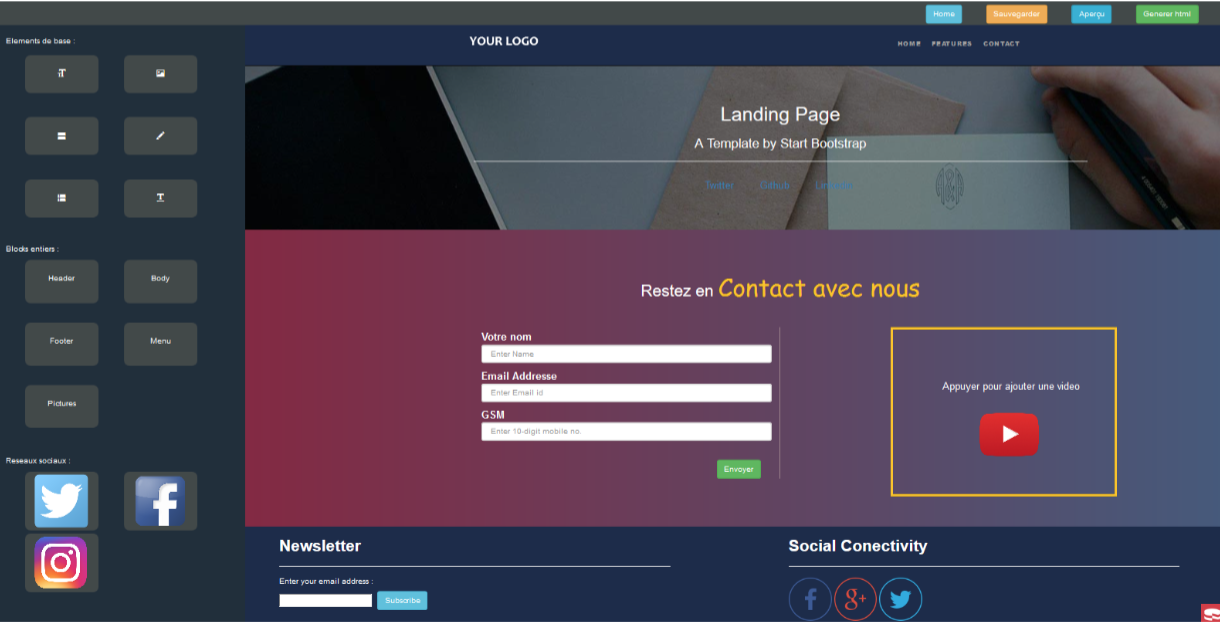 Home Sauvegarder Aperçu Generer html
Elements de base :
Blocks entiers :
Header Body
Footer Menu
Pictures
Reseaux sociaux :
YOUR LOGO
HOME FEATURES CONTACT
Landing Page
A Template by Start Bootstrap
Twitter Github Linkedin
Restez en Contact avec nous
Votre nom
Enter Name
Email Addresse
Enter Email id
GSM
Enter 10-digit mobile no.
Envoyer
Appuyer pour ajouter une video
Newsletter
Enter your email address :
Subscribe
Social Conectivity